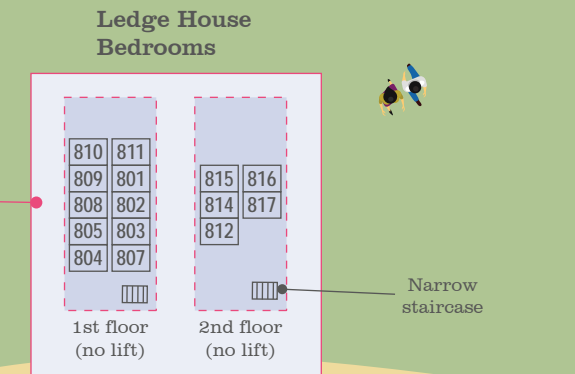 Ledge House
Bedrooms
810 811
809 801
808 802
805 803
804 807
1st floor
(no lift)
815 816
814 817
812
2nd floor
(no lift)
Narrow
staircase